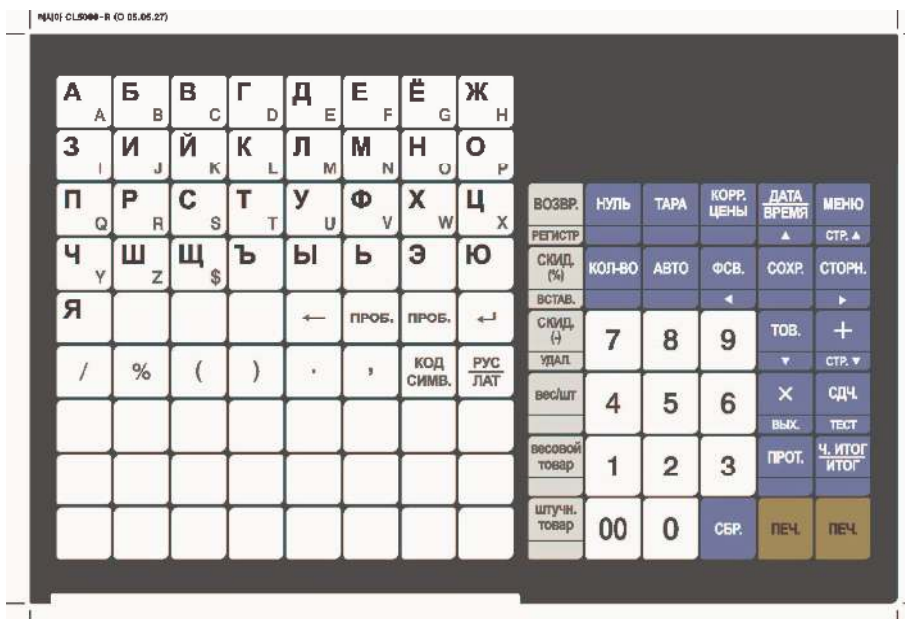 CL5000-R (O 05.05.27)
А A Б B В C Г D Д E Е F Ё G Ж H
З I И J Й K К L Л M М N Н O О P
П Q Р R С S Т T У U Ф V Х W Ц X
Ч Y Ш Z Щ $ Ъ Ы Ь Э Ю
Я ← ПРОБ. ПРОБ. ↵
/ % ( ) . , КОД СИМВ. РУС ЛАТ
ВОЗВР. НУЛЬ ТАРА КОРР. ЦЕНЫ ДАТА ВРЕМЯ МЕНЮ
РЕГИСТР ▲ СТР.▲
СКИД. (%) КОЛ-ВО АВТО ФСВ. СОХР. СТОРН.
ВСТАВ. ◄ ►
СКИД. (-) 7 8 9 ТОВ. +
УДАЛ. ▼ СТР.▼
вес/шт 4 5 6 × СДЧ.
ВЫХ. ТЕСТ
весовой товар 1 2 3 ПРОТ. Ч. ИТОГ ИТОГ
штучн. товар 00 0 СБР. ПЕЧ. ПЕЧ.